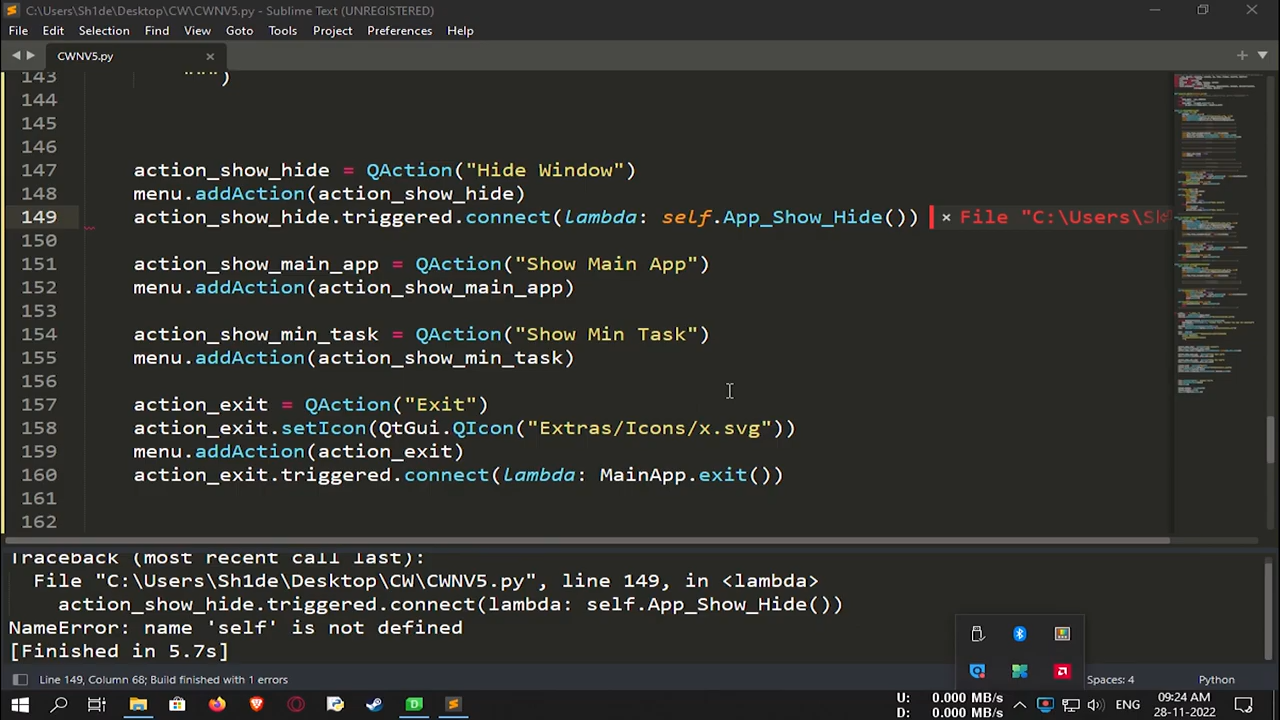 C:\Users\Sh1de\Desktop\CW\CWNV5.py - Sublime Text (UNREGISTERED)
File Edit Selection Find View Goto Tools Project Preferences Help
CWNV5.py
143 """)
144
145
146
147 action_show_hide = QAction("Hide Window")
148 menu.addAction(action_show_hide)
149 action_show_hide.triggered.connect(lambda: self.App_Show_Hide()) × File "C:\Users\S
150
151 action_show_main_app = QAction("Show Main App")
152 menu.addAction(action_show_main_app)
153
154 action_show_min_task = QAction("Show Min Task")
155 menu.addAction(action_show_min_task)
156
157 action_exit = QAction("Exit")
158 action_exit.setIcon(QtGui.QIcon("Extras/Icons/x.svg"))
159 menu.addAction(action_exit)
160 action_exit.triggered.connect(lambda: MainApp.exit())
161
162
Traceback (most recent call last):
File "C:\Users\Sh1de\Desktop\CW\CWNV5.py", line 149, in <lambda>
action_show_hide.triggered.connect(lambda: self.App_Show_Hide())
NameError: name 'self' is not defined
[Finished in 5.7s]
Line 149, Column 68; Build finished with 1 errors
Spaces: 4
Python
U: 0.000 MB/s
D: 0.000 MB/s
ENG
09:24 AM
28-11-2022